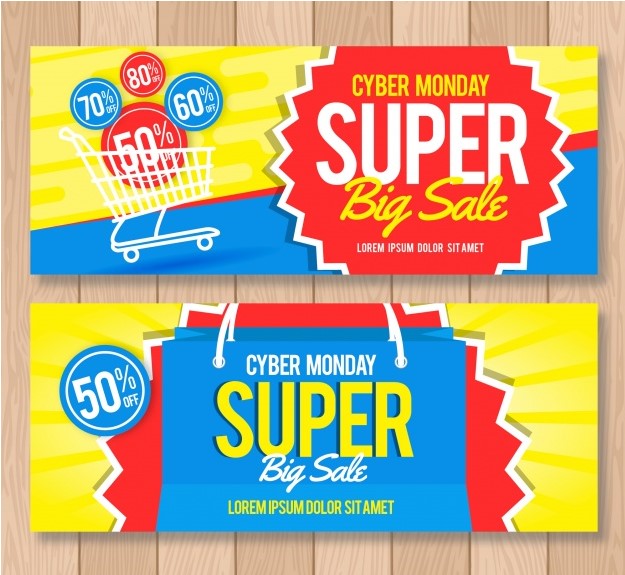 80% OFF
70% OFF
60% OFF
50% OFF
CYBER MONDAY
SUPER
Big Sale
LOREM IPSUM DOLOR SIT AMET
50% OFF
CYBER MONDAY
SUPER
Big Sale
LOREM IPSUM DOLOR SIT AMET